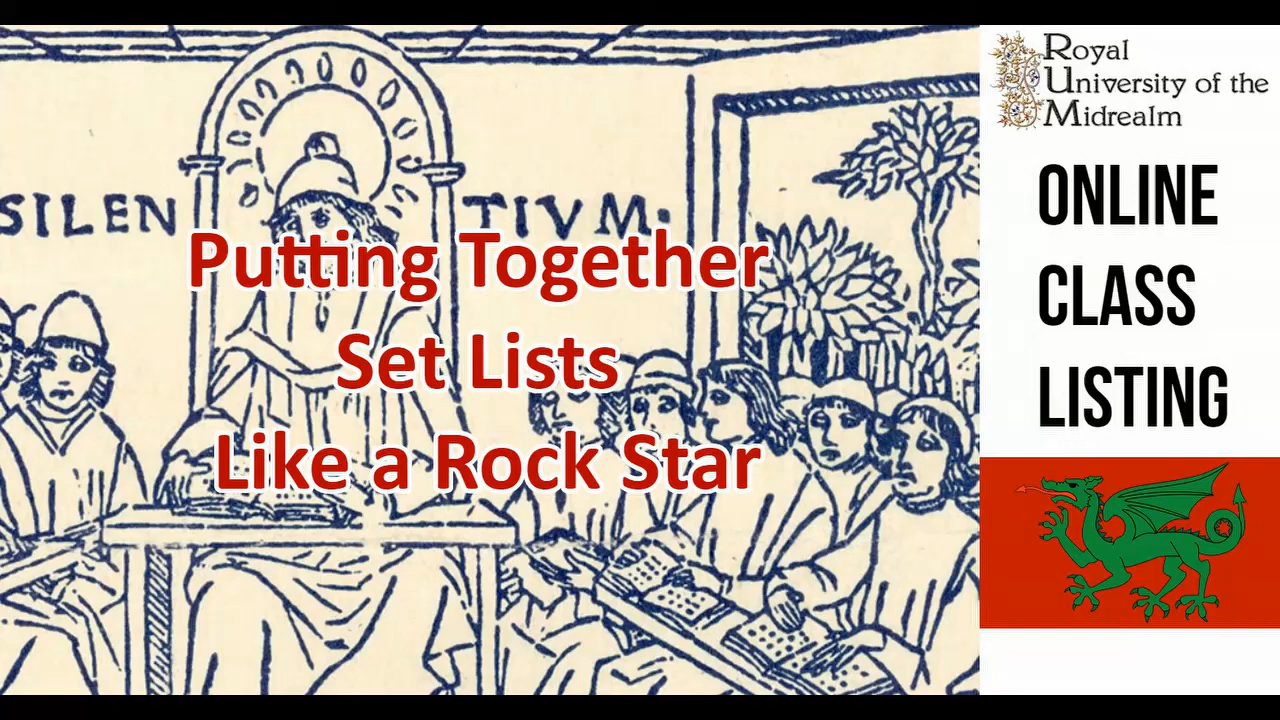 SILEN TIVM.
Putting Together
Set Lists
Like a Rock Star
Royal
University of the
Midrealm
ONLINE
CLASS
LISTING